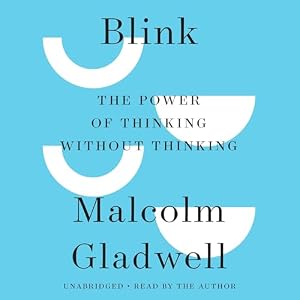 Blink
THE POWER
OF THINKING
WITHOUT THINKING
Malcolm
Gladwell
UNABRIDGED • READ BY THE AUTHOR